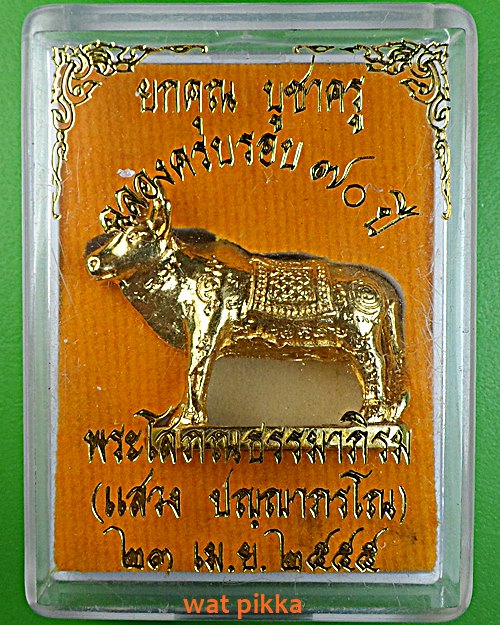 ยกคุณ บูชาครู
ฉลองครบรอบ ๗๐ ปี
พระโสภณธรรมาภิรม
(แสวง ปญฺญาภรโณ)
๒๓ เม.ย. ๒๕๕๕
wat pikka